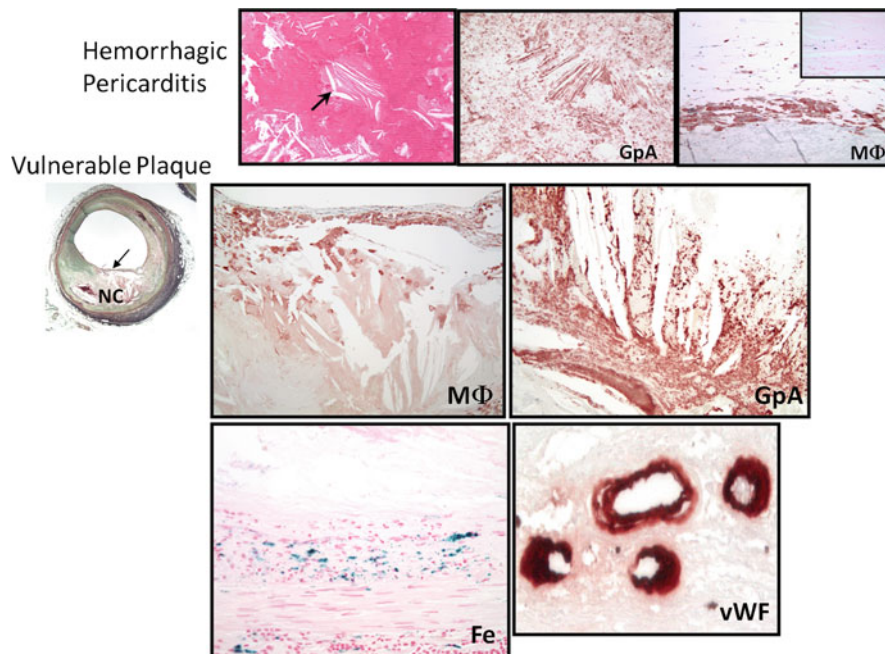 Hemorrhagic
Pericarditis
GpA
MΦ
Vulnerable Plaque
NC
MΦ
GpA
Fe
vWF